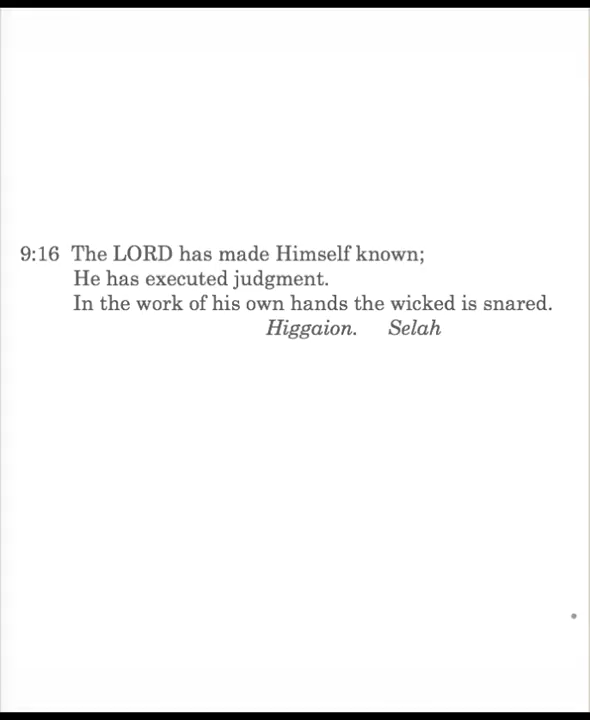 9:16 The LORD has made Himself known;
He has executed judgment.
In the work of his own hands the wicked is snared.
Higgaion. Selah